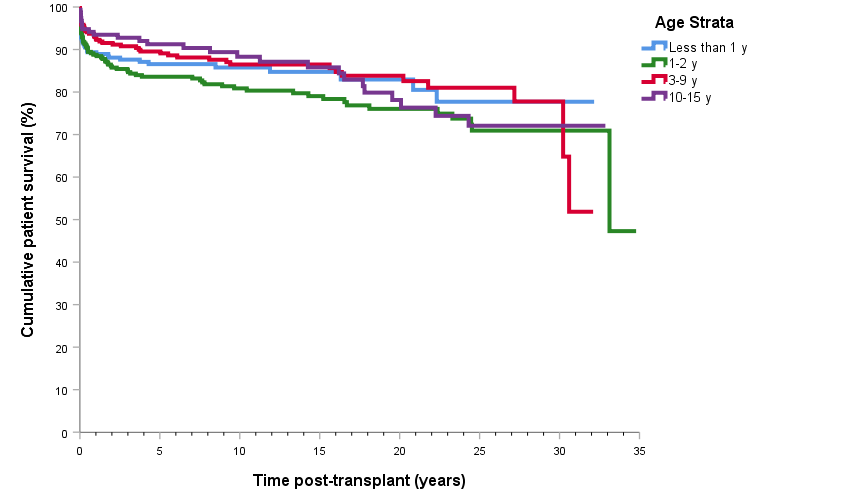 Age Strata
Less than 1 y
1-2 y
3-9 y
10-15 y
Cumulative patient survival (%)
100
90
80
70
60
50
40
30
20
10
0
0 5 10 15 20 25 30 35
Time post-transplant (years)